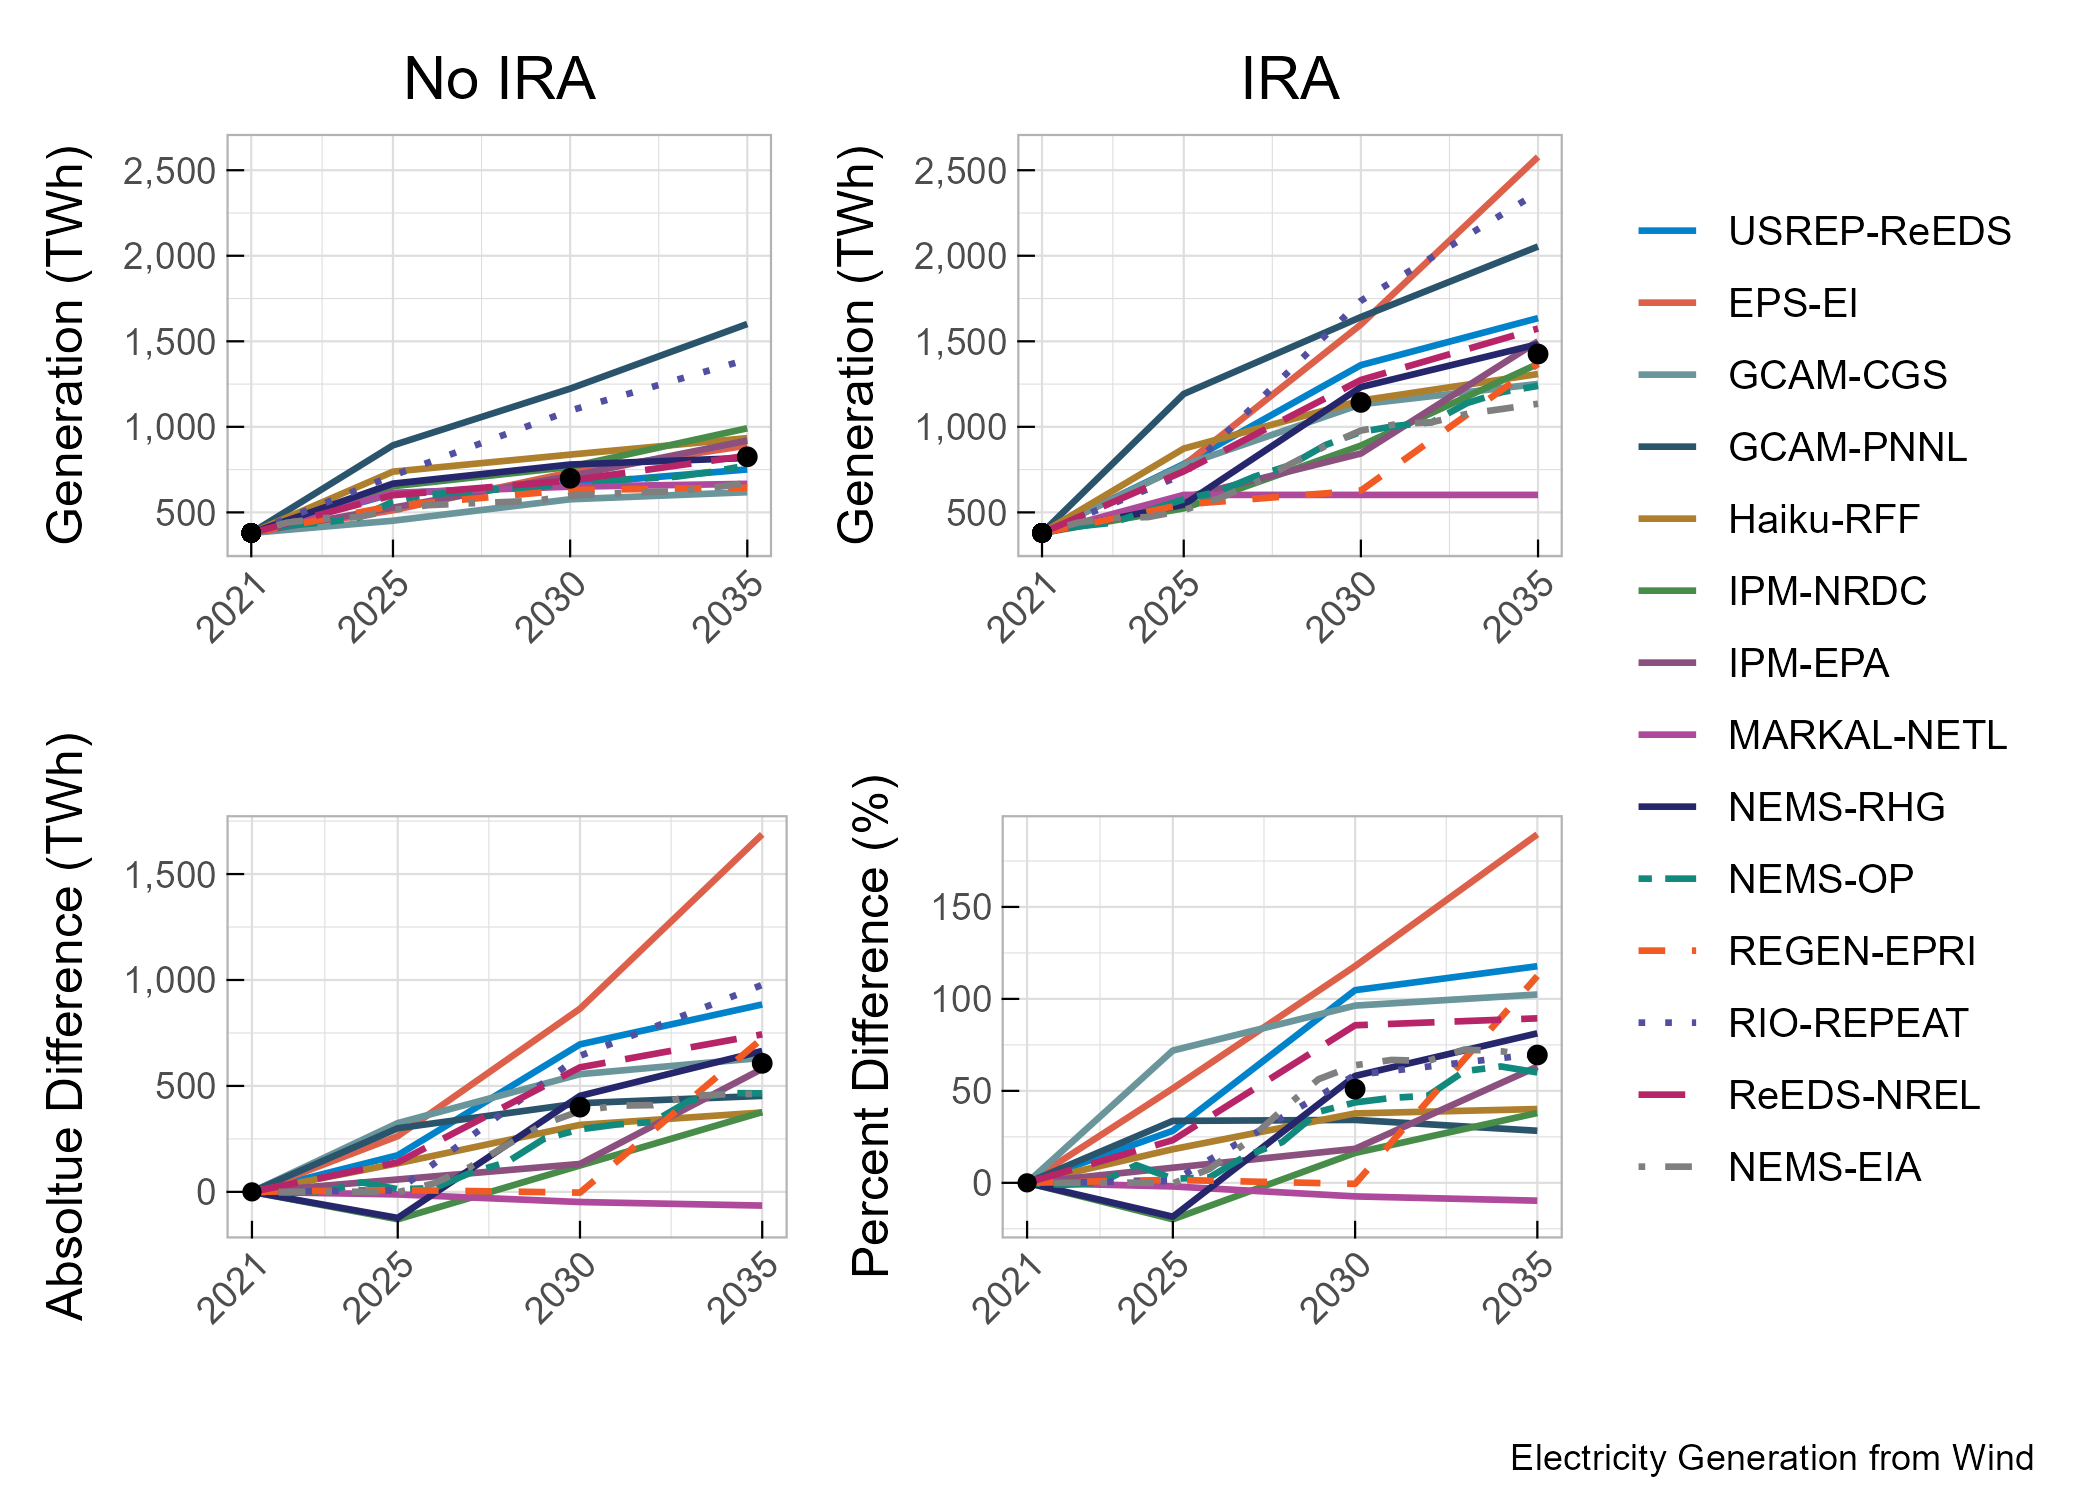 No IRA
IRA
Generation (TWh)
2,500
2,000
1,500
1,000
500
2021
2025
2030
2035
Generation (TWh)
2,500
2,000
1,500
1,000
500
2021
2025
2030
2035
USREP-ReEDS
EPS-EI
GCAM-CGS
GCAM-PNNL
Haiku-RFF
IPM-NRDC
IPM-EPA
MARKAL-NETL
NEMS-RHG
NEMS-OP
REGEN-EPRI
RIO-REPEAT
ReEDS-NREL
NEMS-EIA
Absoltue Difference (TWh)
1,500
1,000
500
0
2021
2025
2030
2035
Percent Difference (%)
150
100
50
0
2021
2025
2030
2035
Electricity Generation from Wind